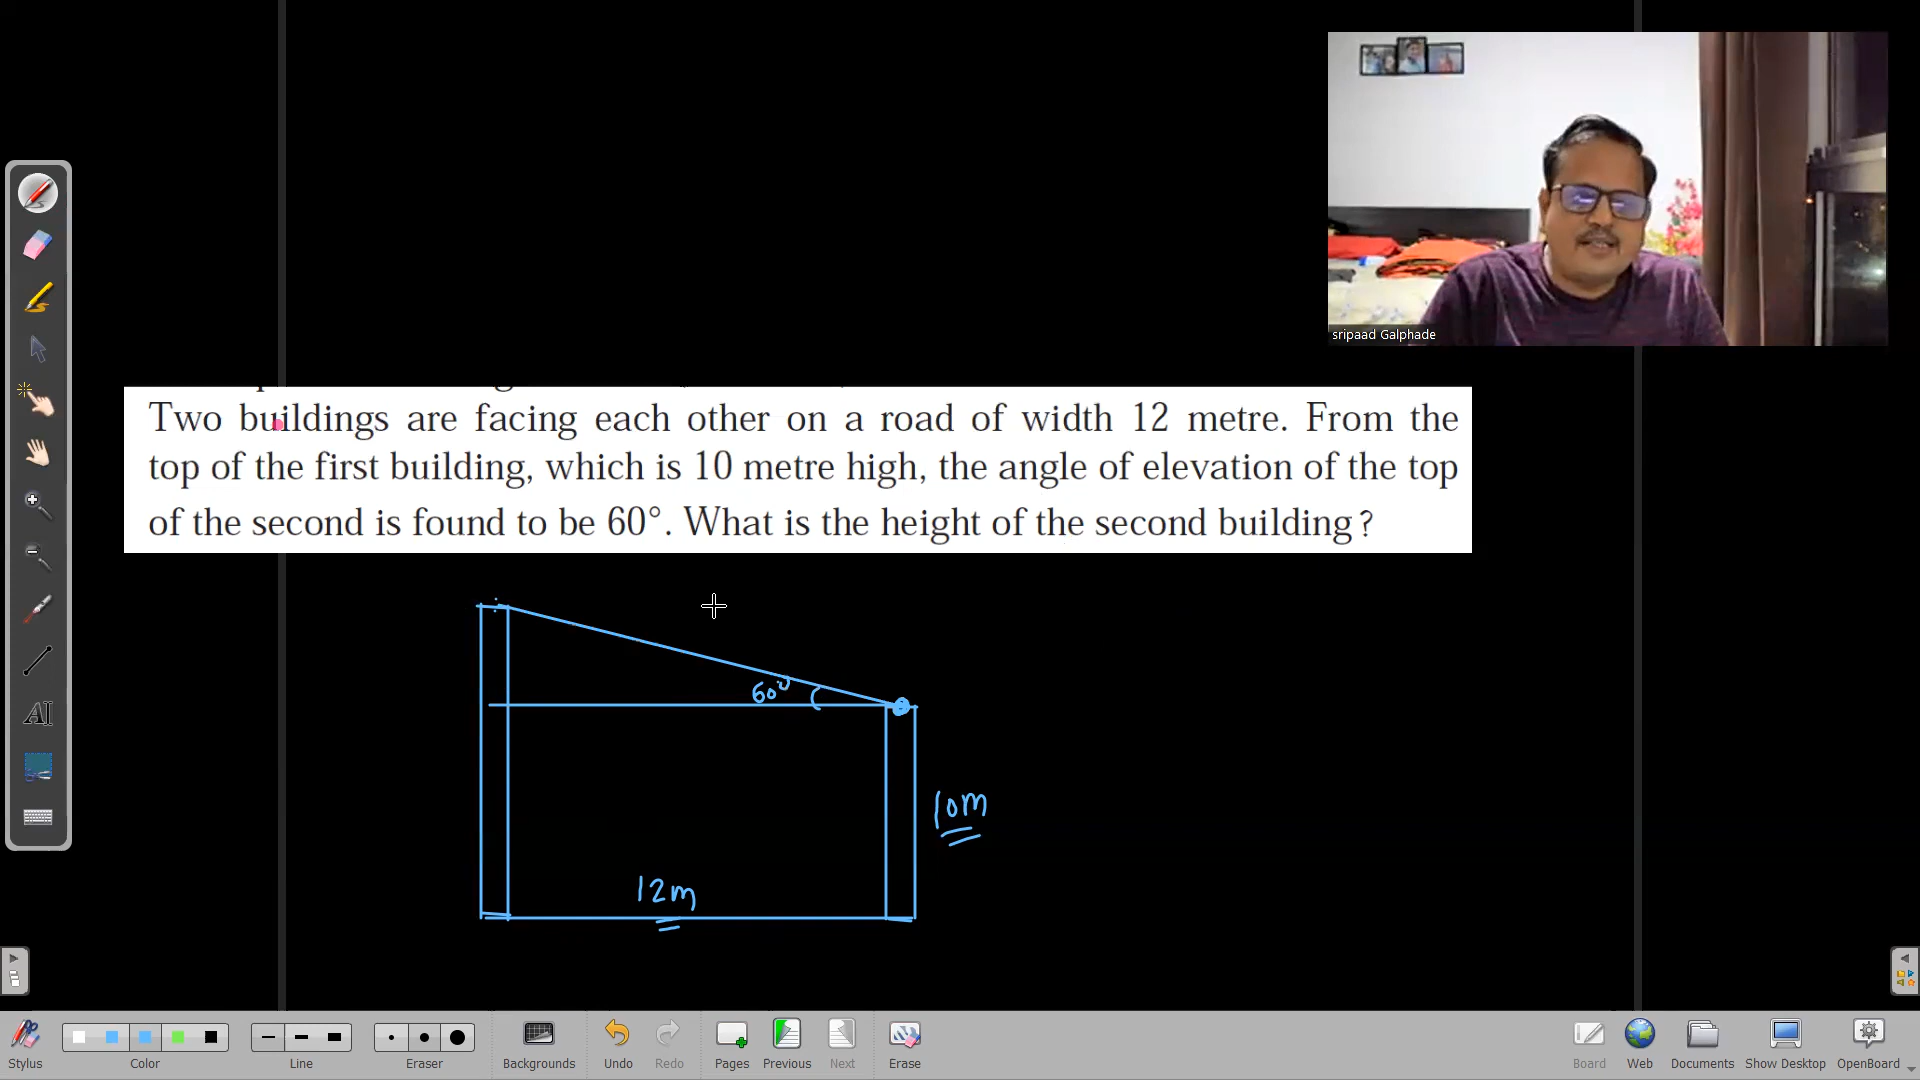 sripaad Galphade
Two buildings are facing each other on a road of width 12 metre. From the
top of the first building, which is 10 metre high, the angle of elevation of the top
of the second is found to be 60°. What is the height of the second building?
60°
10m
12m
Stylus
Color
Line
Eraser
Backgrounds
Undo
Redo
Pages
Previous
Next
Erase
Board
Web
Documents
Show Desktop
OpenBoard